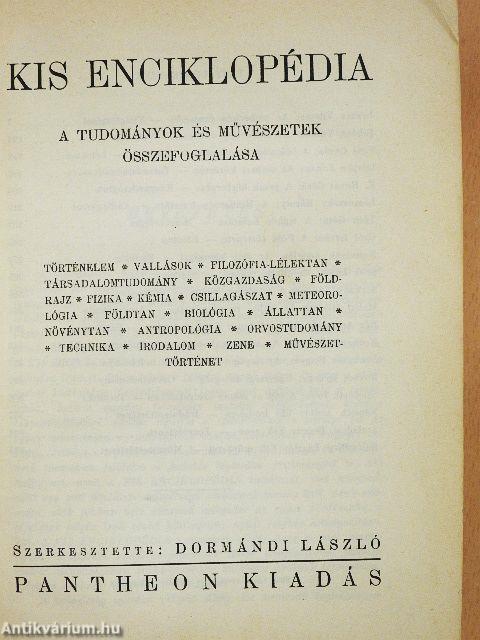 KIS ENCIKLOPÉDIA
A TUDOMÁNYOK ÉS MŰVÉSZETEK
ÖSSZEFOGLALÁSA
TÖRTÉNELEM * VALLÁSOK * FILOZÓFIA-LÉLEKTAN *
TÁRSADALOMTUDOMÁNY * KÖZGAZDASÁG * FÖLD-
RAJZ * FIZIKA * KÉMIA * CSILLAGÁSZAT * METEORO-
LÓGIA * FÖLDTAN * BIOLÓGIA * ÁLLATTAN *
NÖVÉNYTAN * ANTROPOLÓGIA * ORVOSTUDOMÁNY
* TECHNIKA * IRODALOM * ZENE * MŰVÉSZET-
TÖRTÉNET
SZERKESZTETTE: DORMÁNDI LÁSZLÓ
PANTHEON KIADÁS
Antikvárium.hu